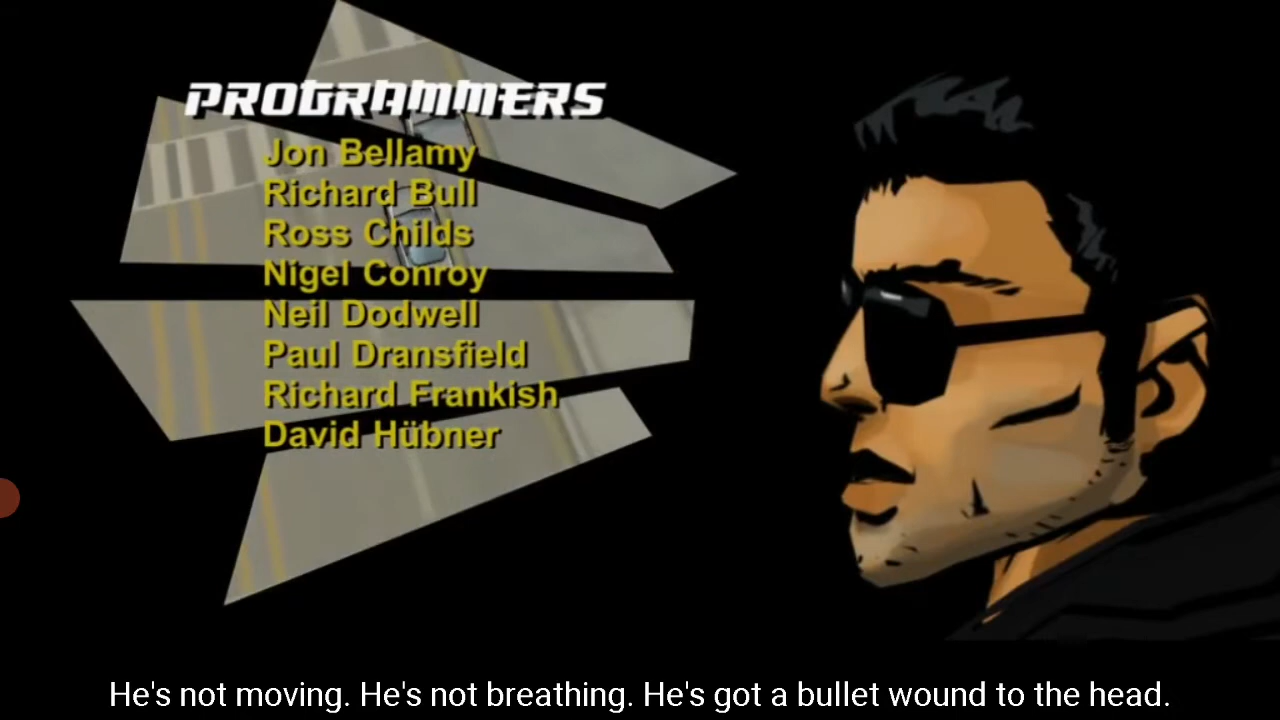 PROGRAMMERS
Jon Bellamy
Richard Bull
Ross Childs
Nigel Conroy
Neil Dodwell
Paul Dransfield
Richard Frankish
David Hübner
He's not moving. He's not breathing. He's got a bullet wound to the head.